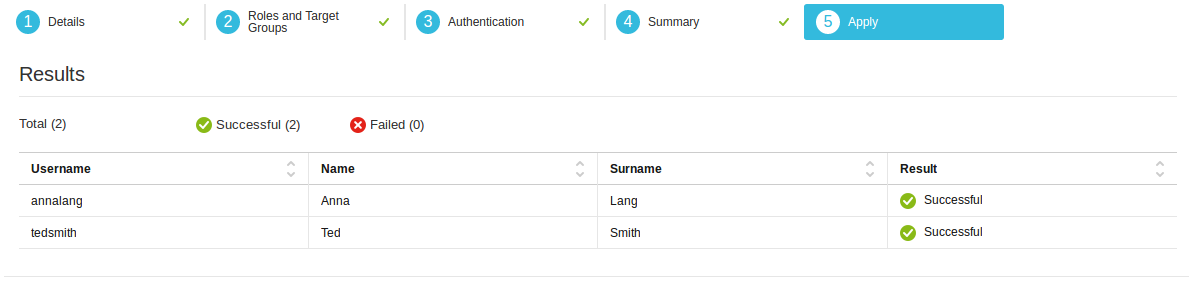 1 Details
2 Roles and Target
Groups
3 Authentication
4 Summary
5 Apply
Results
Total (2) Successful (2) Failed (0)
Username Name Surname Result
annalang Anna Lang Successful
tedsmith Ted Smith Successful